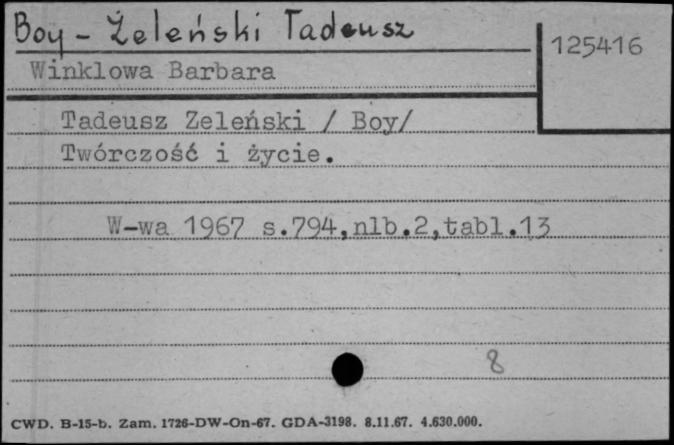 Boy - Żeleński Tadeusz
125416
Winklowa Barbara
Tadeusz Zeleński / Boy/
Twórczość i życie.
W-wa 1967 s.794,nlb.2,tabl.13
8
CWD. B-15-b. Zam. 1726-DW-On-67. GDA-3198. 8.11.67. 4.630.000.